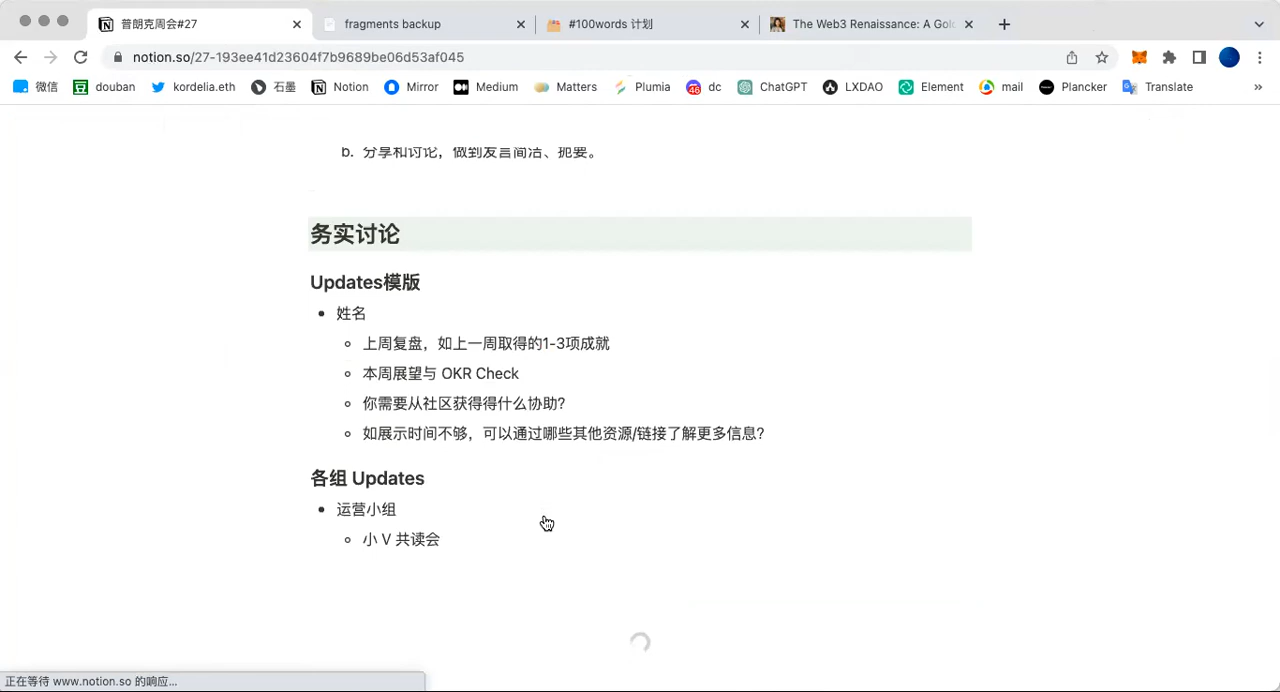 普朗克周会#27
fragments backup
#100words 计划
The Web3 Renaissance: A Gol
notion.so/27-193ee41d23604f7b9689be06d53af045
微信
douban
kordelia.eth
石墨
Notion
Mirror
Medium
Matters
Plumia
46
dc
ChatGPT
LXDAO
Element
mail
Plancker
Translate
b. 分享和讨论，做到发言简洁、扼要。
务实讨论
Updates模版
姓名
上周复盘，如上一周取得的1-3项成就
本周展望与 OKR Check
你需要从社区获得得什么协助?
如展示时间不够，可以通过哪些其他资源/链接了解更多信息?
各组 Updates
运营小组
小 V 共读会
正在等待 www.notion.so 的响应...